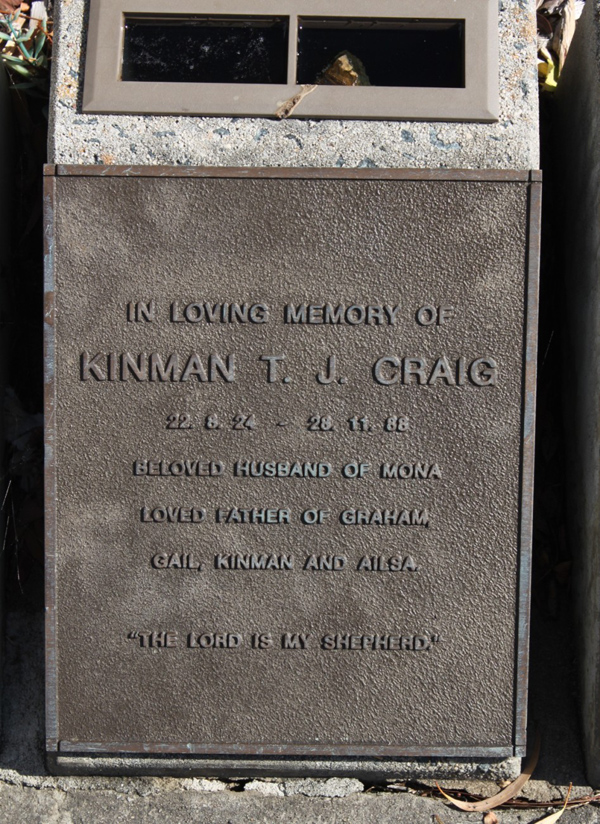 IN LOVING MEMORY OF
KINMAN T. J. CRAIG
22. 8. 24 - 28. 11. 88
BELOVED HUSBAND OF MONA
LOVED FATHER OF GRAHAM,
GAIL, KINMAN AND AILSA.
"THE LORD IS MY SHEPHERD."